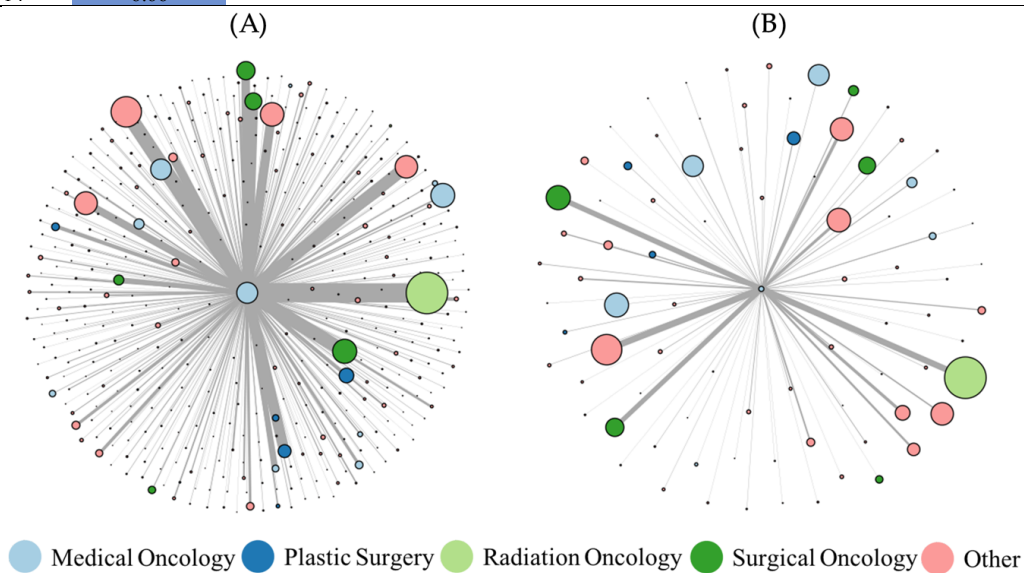 (A)
(B)
Medical Oncology
Plastic Surgery
Radiation Oncology
Surgical Oncology
Other